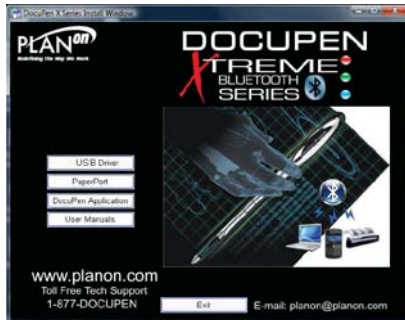 DocuPen X Series Install Window
PLANon)
Redefining the Way We Work
DOCUPEN
XTREME
BLUETOOTH
SERIES
USB Driver
PaperPort
DocuPen Application
User Manuals
www.planon.com
Toll Free Tech Support
1-877-DOCUPEN
Exit
E-mail: planon@planon.com